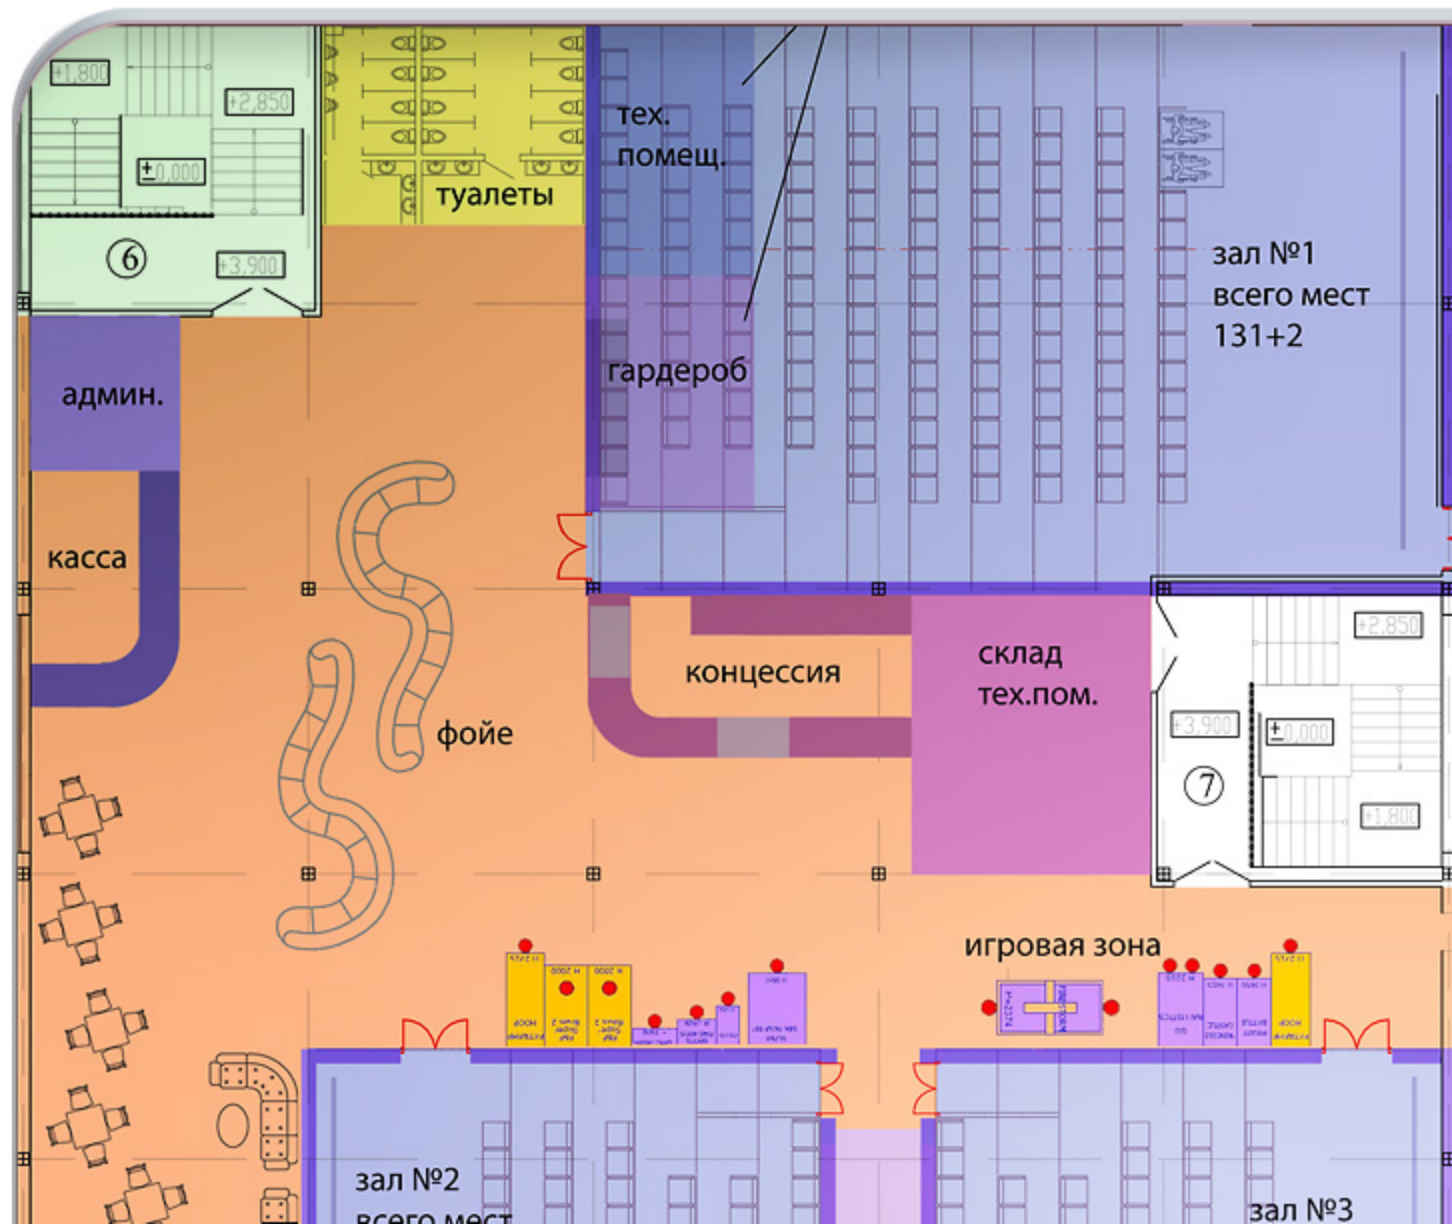 +1,800
+2,850
±0,000
туалеты
6
+3,900
тех.
помещ.
зал №1
всего мест
131+2
гардероб
админ.
касса
концессия
склад
тех.пом.
+2,850
+3,900
±0,000
7
+1,800
фойе
игровая зона
зал №2
всего мест
зал №3